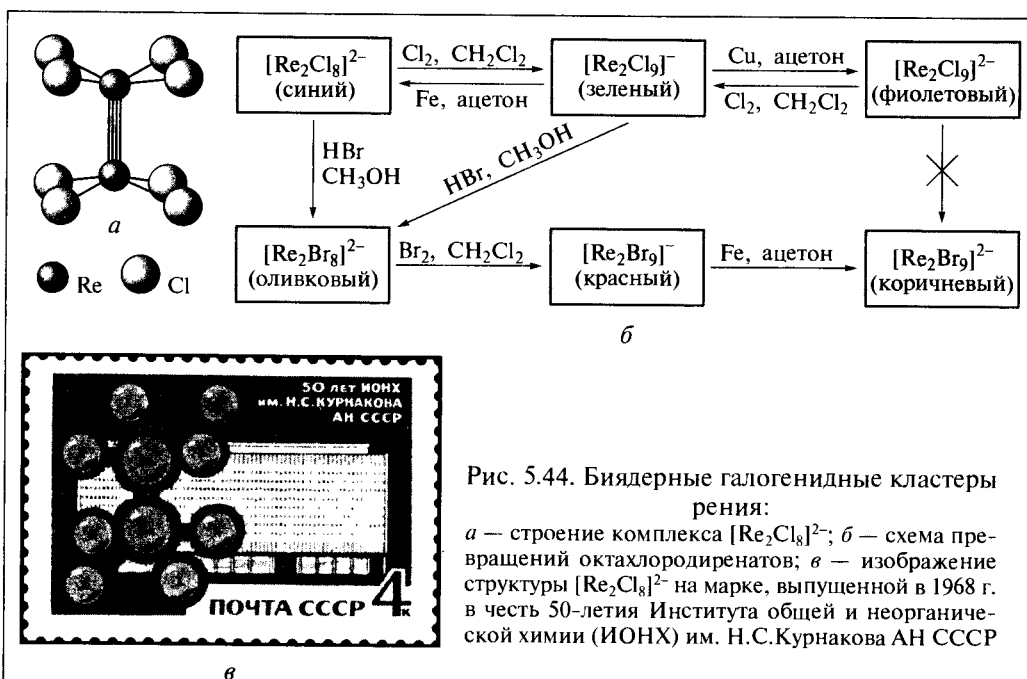 [Re₂Cl₈]²⁻
(синий)
Cl₂, CH₂Cl₂
Fe, ацетон
[Re₂Cl₉]⁻
(зеленый)
Cu, ацетон
Cl₂, CH₂Cl₂
[Re₂Cl₉]²⁻
(фиолетовый)
HBr
CH₃OH
HBr, CH₃OH
[Re₂Br₈]²⁻
(оливковый)
Br₂, CH₂Cl₂
[Re₂Br₉]⁻
(красный)
Fe, ацетон
[Re₂Br₉]²⁻
(коричневый)
а
Re
Cl
б
50 лет ИОНХ
им. Н.С.КУРНАКОВА
АН СССР
ПОЧТА СССР 4к
в
Рис. 5.44. Биядерные галогенидные кластеры
рения:
а — строение комплекса [Re₂Cl₈]²⁻; б — схема пре-
вращений октахлородиренатов; в — изображение
структуры [Re₂Cl₈]²⁻ на марке, выпущенной в 1968 г.
в честь 50-летия Института общей и неорганиче-
ской химии (ИОНХ) им. Н.С.Курнакова АН СССР